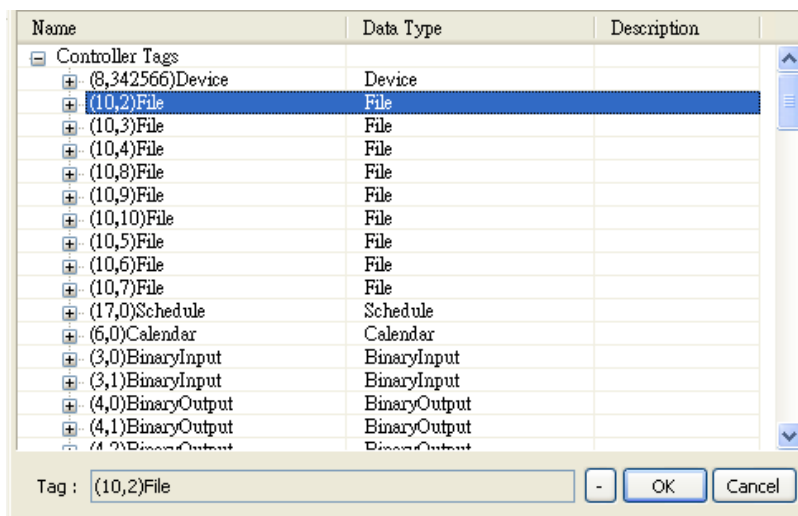 Name Data Type Description
Controller Tags
(8,342566)Device Device
(10,2)File File
(10,3)File File
(10,4)File File
(10,8)File File
(10,9)File File
(10,10)File File
(10,5)File File
(10,6)File File
(10,7)File File
(17,0)Schedule Schedule
(6,0)Calendar Calendar
(3,0)BinaryInput BinaryInput
(3,1)BinaryInput BinaryInput
(4,0)BinaryOutput BinaryOutput
(4,1)BinaryOutput BinaryOutput
(4,2)BinaryOutput BinaryOutput
Tag : (10,2)File - OK Cancel